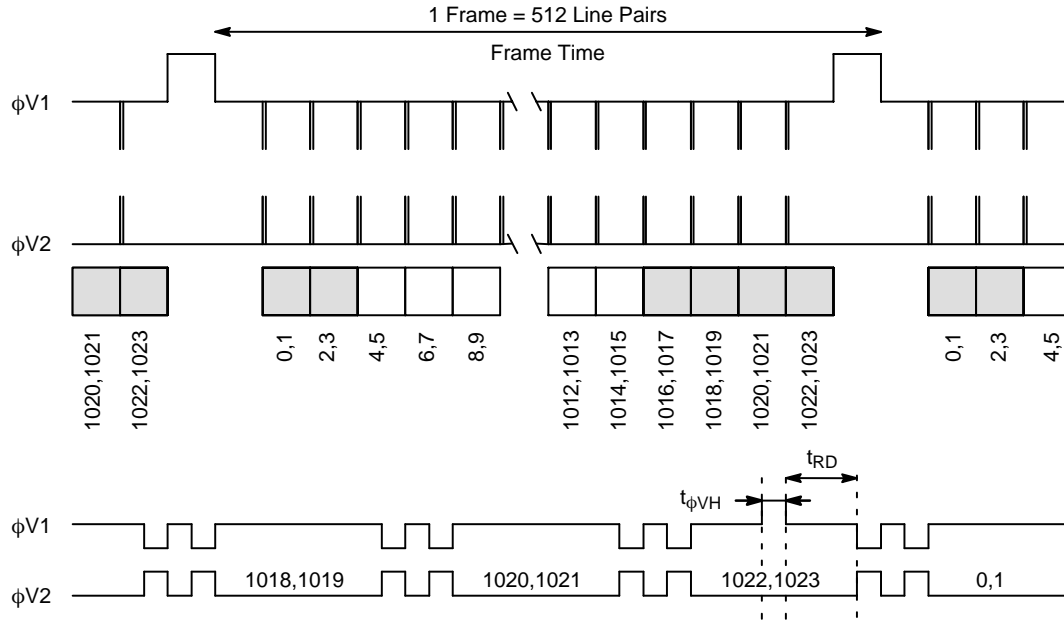 1 Frame = 512 Line Pairs
Frame Time
ϕV1
ϕV2
1020,1021
1022,1023
0,1
2,3
4,5
6,7
8,9
1012,1013
1014,1015
1016,1017
1018,1019
1020,1021
1022,1023
0,1
2,3
4,5
tRD
tϕVH
ϕV1
ϕV2
1018,1019
1020,1021
1022,1023
0,1